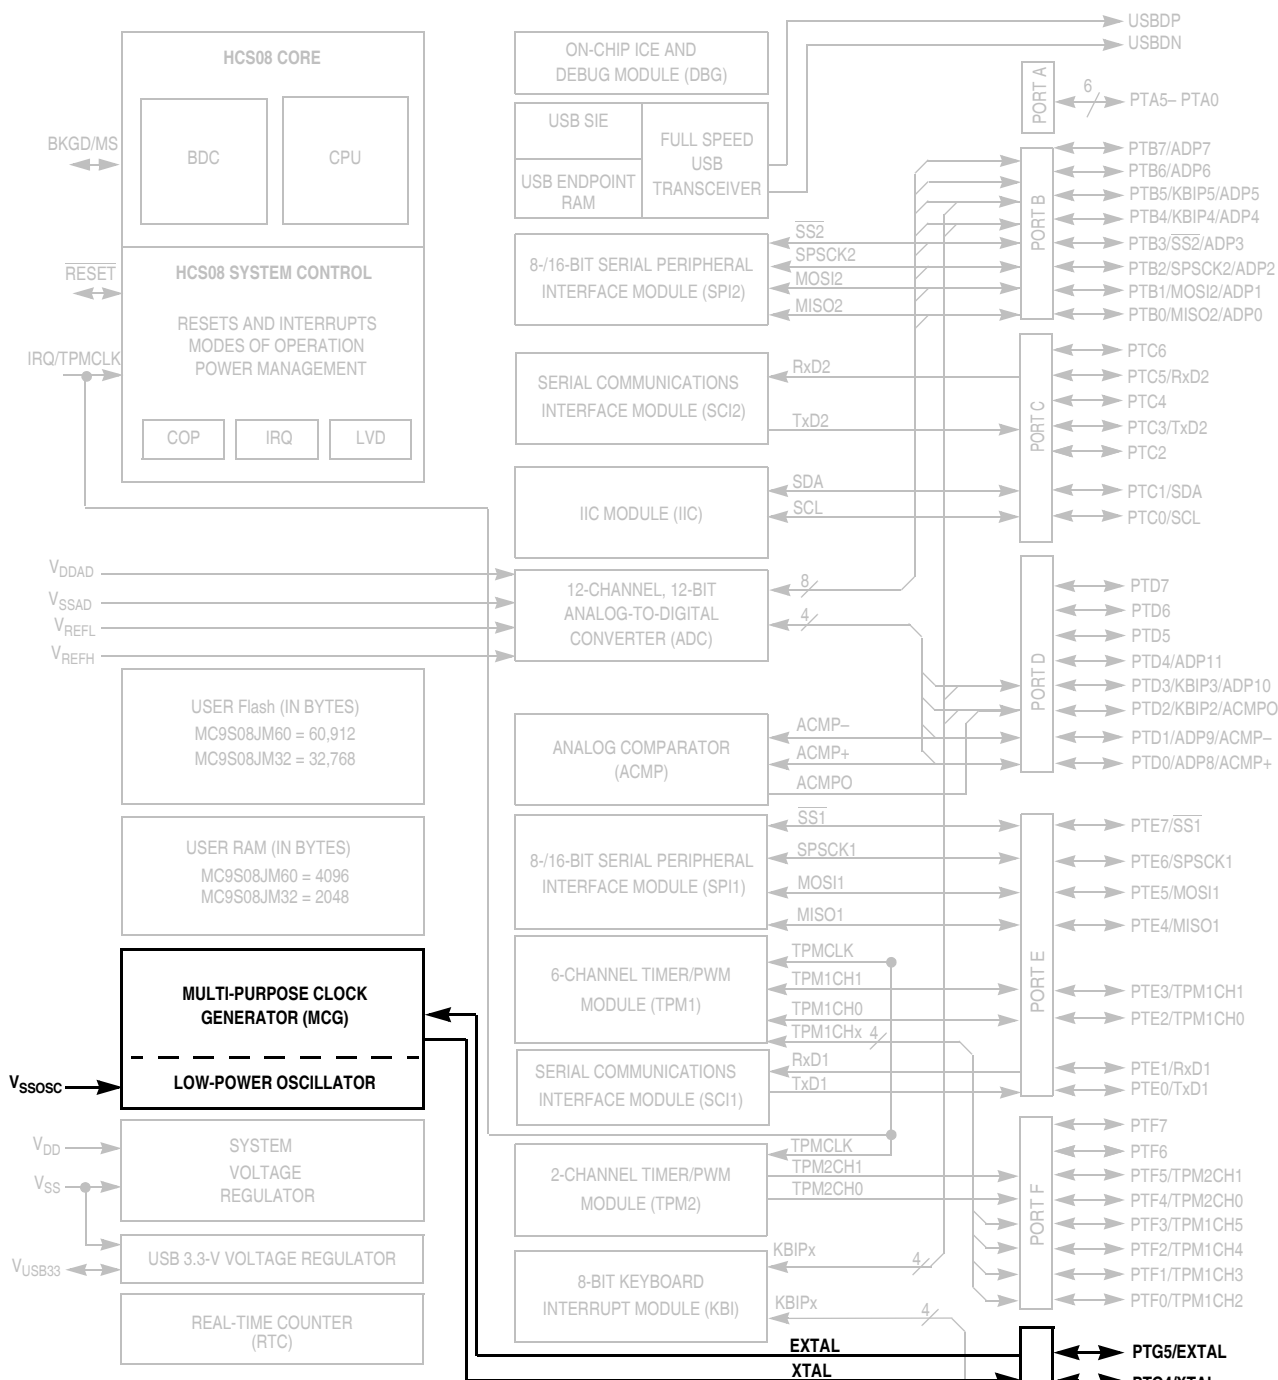 HCS08 CORE
BDC
CPU
BKGD/MS
RESET
HCS08 SYSTEM CONTROL
RESETS AND INTERRUPTS
MODES OF OPERATION
POWER MANAGEMENT
IRQ/TPMCLK
COP
IRQ
LVD
VDDAD
VSSAD
VREFL
VREFH
USER Flash (IN BYTES)
MC9S08JM60 = 60,912
MC9S08JM32 = 32,768
USER RAM (IN BYTES)
MC9S08JM60 = 4096
MC9S08JM32 = 2048
MULTI-PURPOSE CLOCK
GENERATOR (MCG)
LOW-POWER OSCILLATOR
VSSOSC
VDD
VSS
SYSTEM
VOLTAGE
REGULATOR
VUSB33
USB 3.3-V VOLTAGE REGULATOR
REAL-TIME COUNTER
(RTC)
ON-CHIP ICE AND
DEBUG MODULE (DBG)
USB SIE
USB ENDPOINT
RAM
FULL SPEED
USB
TRANSCEIVER
8-/16-BIT SERIAL PERIPHERAL
INTERFACE MODULE (SPI2)
SS2
SPSCK2
MOSI2
MISO2
SERIAL COMMUNICATIONS
INTERFACE MODULE (SCI2)
RxD2
TxD2
IIC MODULE (IIC)
SDA
SCL
12-CHANNEL, 12-BIT
ANALOG-TO-DIGITAL
CONVERTER (ADC)
8
4
ANALOG COMPARATOR
(ACMP)
ACMP–
ACMP+
ACMPO
8-/16-BIT SERIAL PERIPHERAL
INTERFACE MODULE (SPI1)
SS1
SPSCK1
MOSI1
MISO1
6-CHANNEL TIMER/PWM
MODULE (TPM1)
TPMCLK
TPM1CH1
TPM1CH0
TPM1CHx 4
SERIAL COMMUNICATIONS
INTERFACE MODULE (SCI1)
RxD1
TxD1
2-CHANNEL TIMER/PWM
MODULE (TPM2)
TPMCLK
TPM2CH1
TPM2CH0
8-BIT KEYBOARD
INTERRUPT MODULE (KBI)
KBIPx
4
KBIPx
4
EXTAL
XTAL
USBDP
USBDN
PORT A
6
PTA5– PTA0
PORT B
PTB7/ADP7
PTB6/ADP6
PTB5/KBIP5/ADP5
PTB4/KBIP4/ADP4
PTB3/SS2/ADP3
PTB2/SPSCK2/ADP2
PTB1/MOSI2/ADP1
PTB0/MISO2/ADP0
PORT C
PTC6
PTC5/RxD2
PTC4
PTC3/TxD2
PTC2
PTC1/SDA
PTC0/SCL
PORT D
PTD7
PTD6
PTD5
PTD4/ADP11
PTD3/KBIP3/ADP10
PTD2/KBIP2/ACMPO
PTD1/ADP9/ACMP–
PTD0/ADP8/ACMP+
PORT E
PTE7/SS1
PTE6/SPSCK1
PTE5/MOSI1
PTE4/MISO1
PTE3/TPM1CH1
PTE2/TPM1CH0
PTE1/RxD1
PTE0/TxD1
PORT F
PTF7
PTF6
PTF5/TPM2CH1
PTF4/TPM2CH0
PTF3/TPM1CH5
PTF2/TPM1CH4
PTF1/TPM1CH3
PTF0/TPM1CH2
PTG5/EXTAL